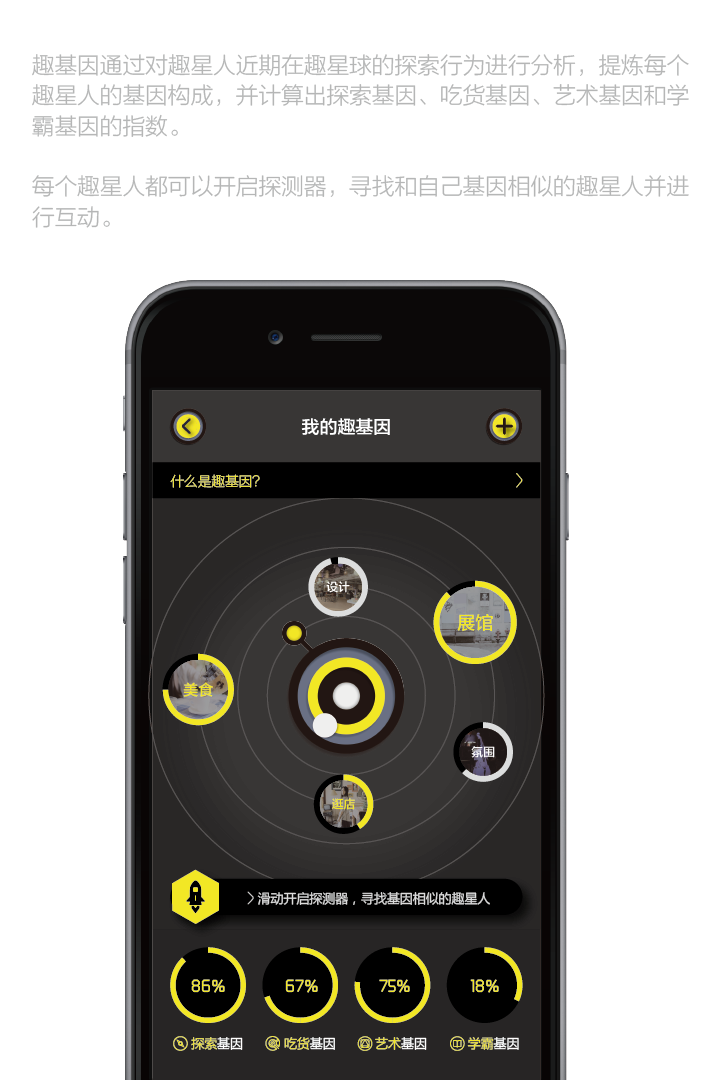 趣基因通过对趣星人近期在趣星球的探索行为进行分析，提炼每个
趣星人的基因构成，并计算出探索基因、吃货基因、艺术基因和学
霸基因的指数。
每个趣星人都可以开启探测器，寻找和自己基因相似的趣星人并进
行互动。
我的趣基因
什么是趣基因?
设计
展馆
美食
氛围
逛店
滑动开启探测器，寻找基因相似的趣星人
86%
67%
75%
18%
探索基因
吃货基因
艺术基因
学霸基因